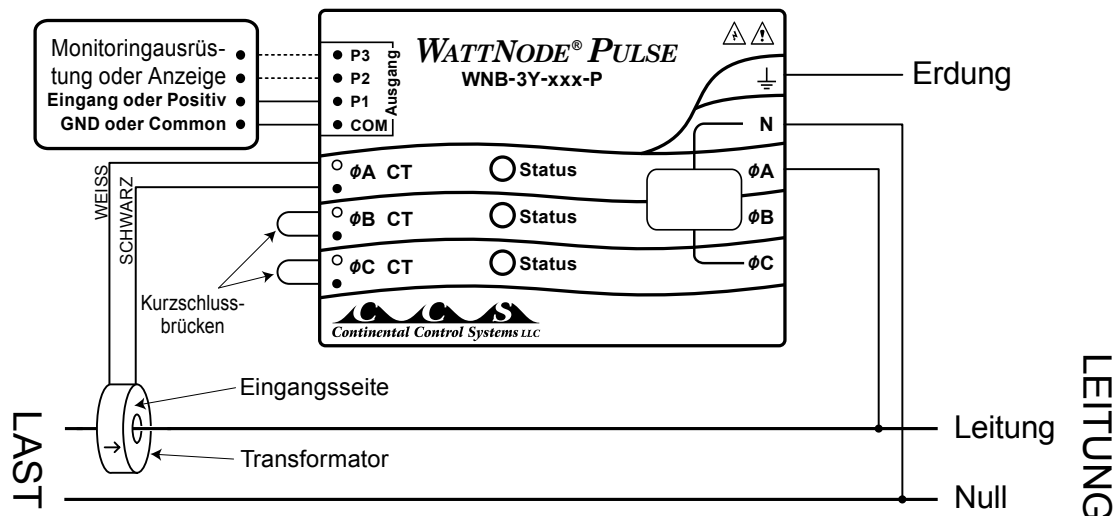 Monitoringausrüs-
tung oder Anzeige
Eingang oder Positiv
GND oder Common
P3
P2
P1
COM
Ausgang
WATTNODE® PULSE
WNB-3Y-xxx-P
Erdung
N
ΦA CT
Status
ΦA
ΦB CT
Status
ΦB
ΦC CT
Status
ΦC
WEISS
SCHWARZ
Kurzschluss-
brücken
CCS
Continental Control Systems LLC
Eingangsseite
Transformator
LAST
Leitung
Null
LEITUNG